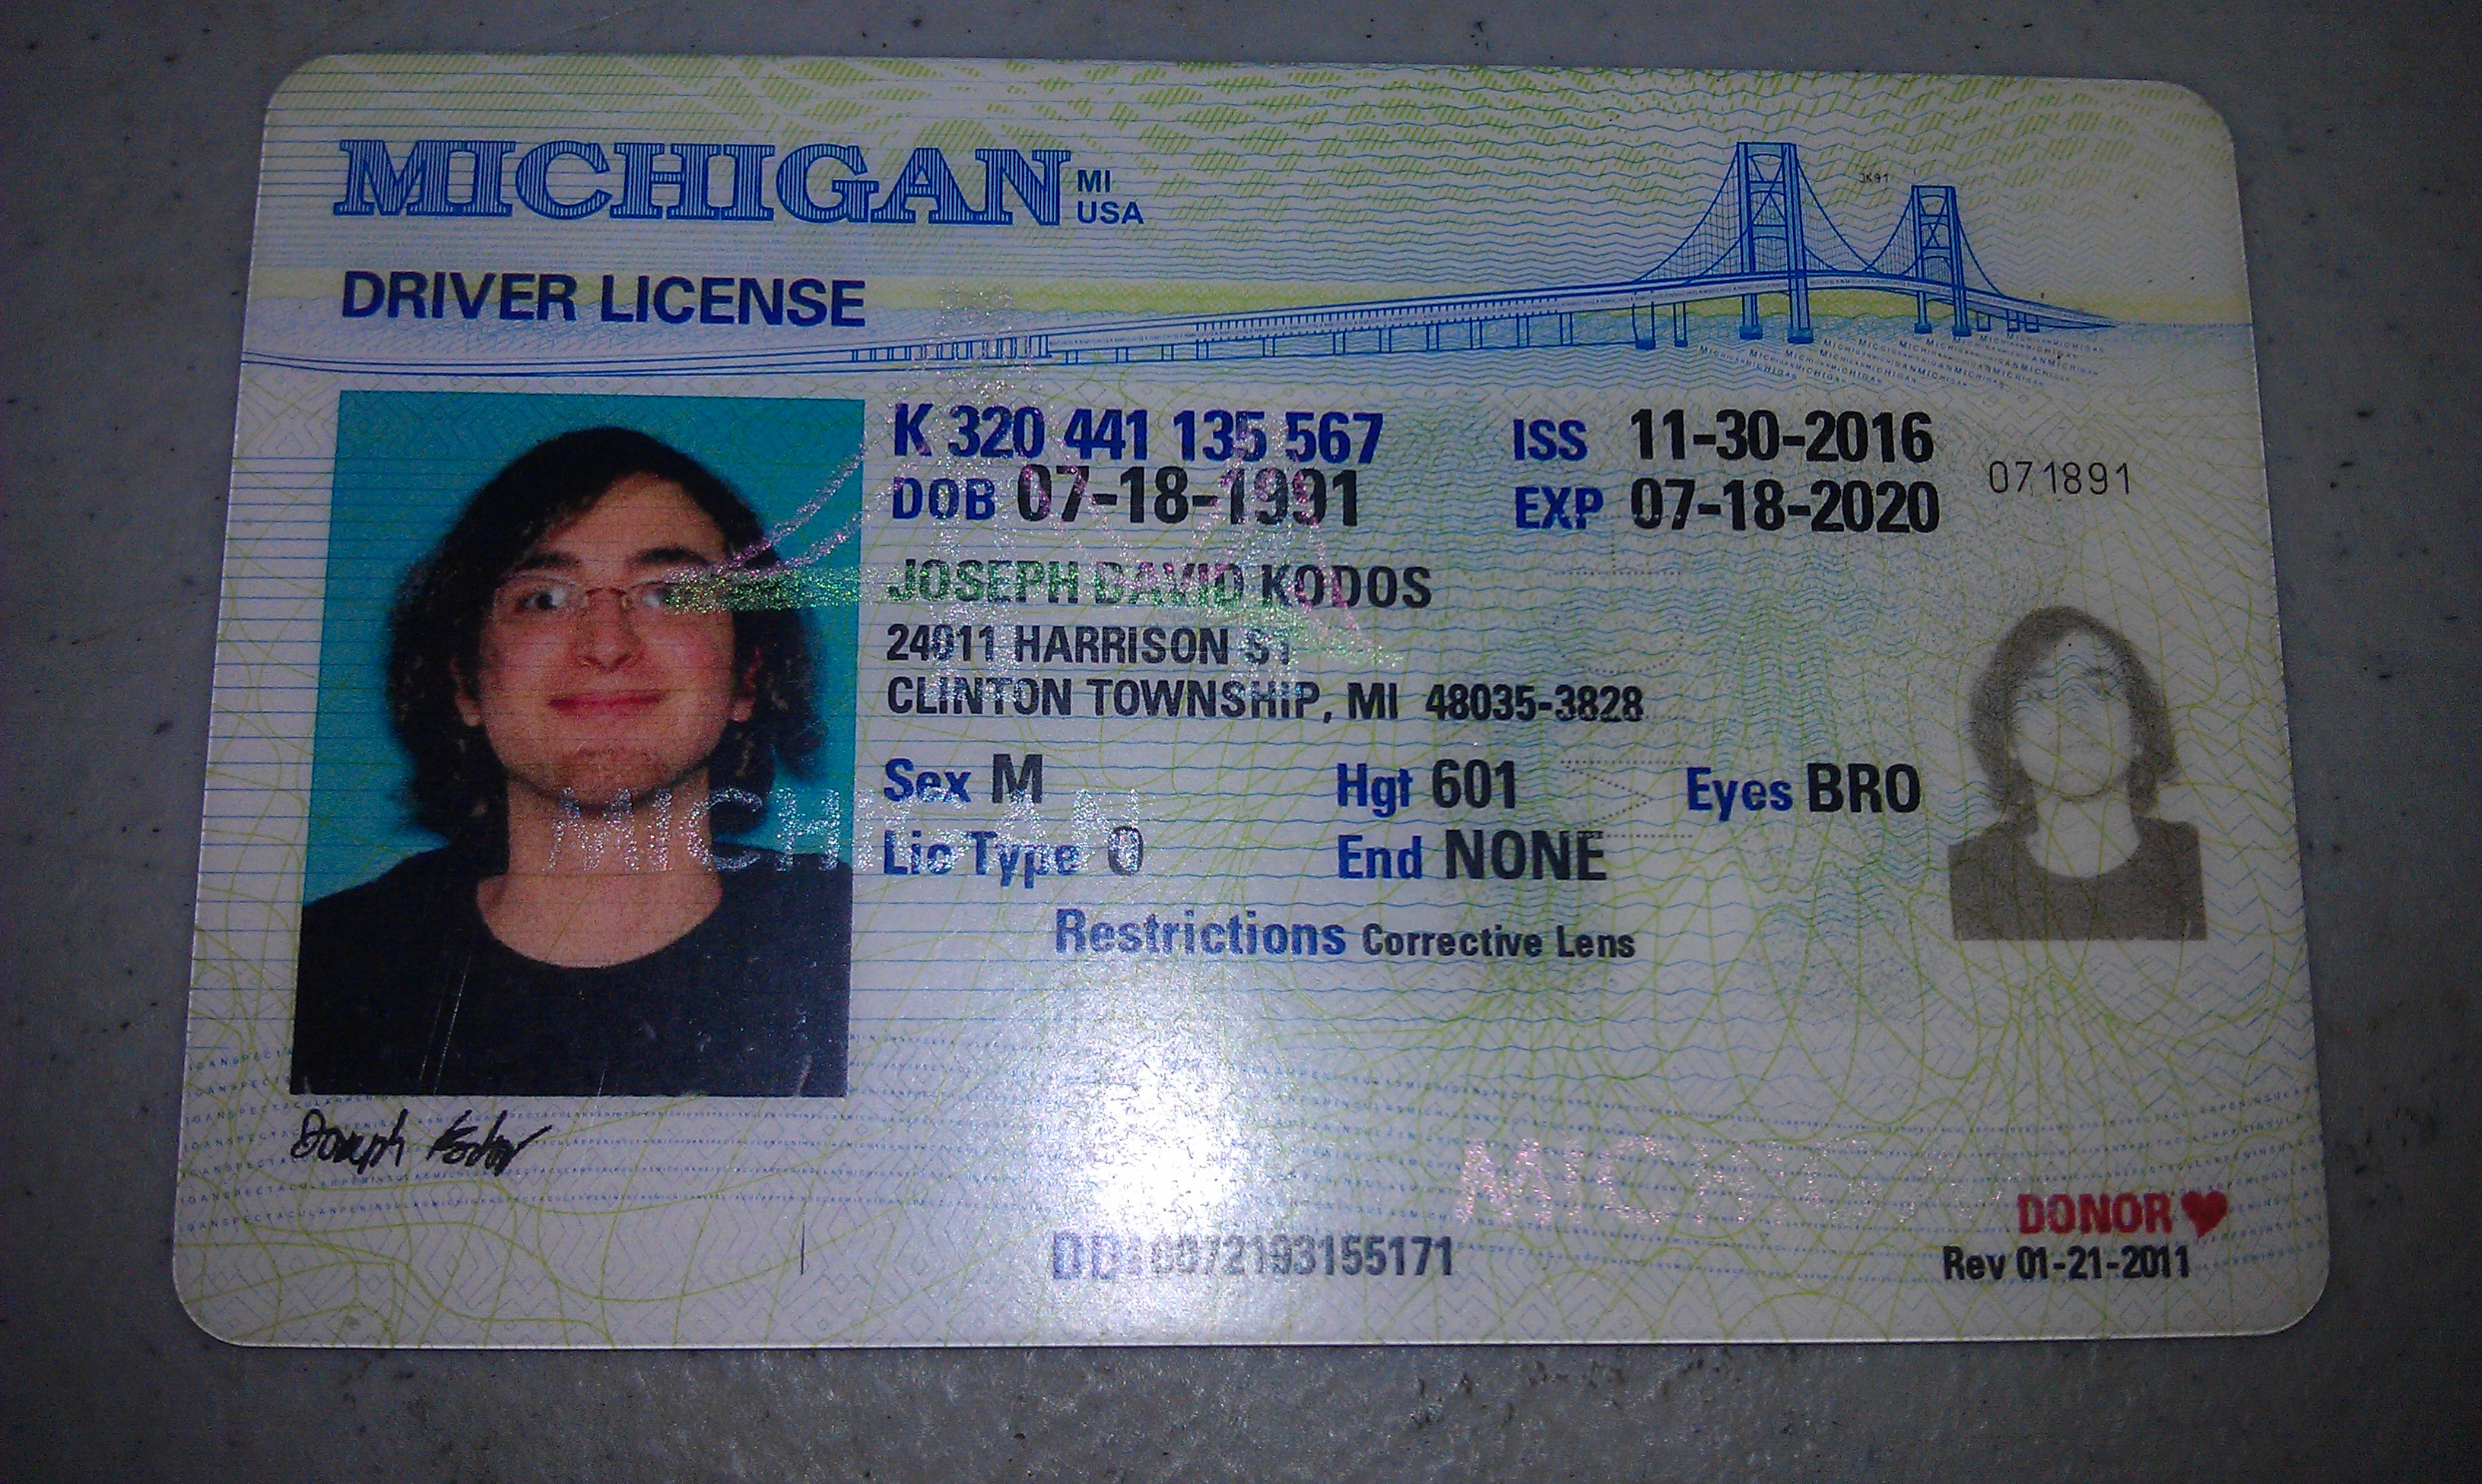 MICHIGAN MI USA
DRIVER LICENSE
JK91
K 320 441 135 567 ISS 11-30-2016
DOB 07-18-1991 EXP 07-18-2020 071891
JOSEPH DAVID KODOS
24011 HARRISON ST
CLINTON TOWNSHIP, MI 48035-3828
Sex M Hgt 601 Eyes BRO
Lic Type O End NONE
Restrictions Corrective Lens
Joseph Kodos
DONOR
DD 0072193155171 Rev 01-21-2011